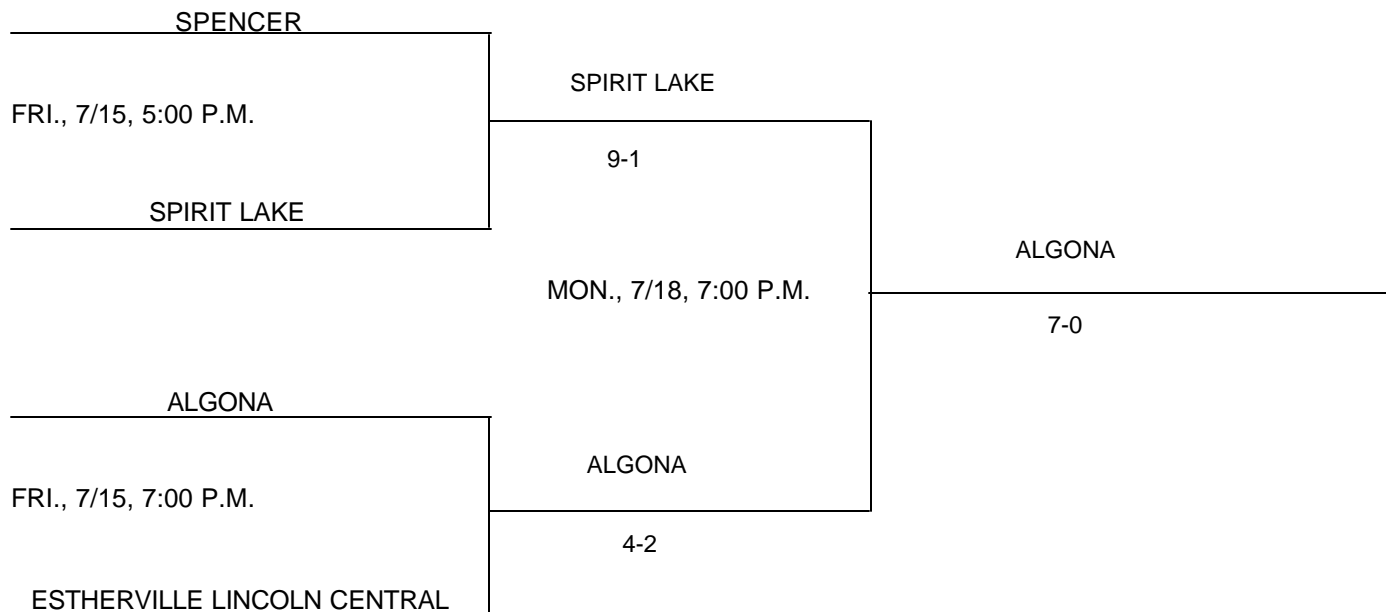 SPENCER
SPIRIT LAKE
FRI., 7/15, 5:00 P.M.
9-1
SPIRIT LAKE
ALGONA
MON., 7/18, 7:00 P.M.
7-0
ALGONA
ALGONA
FRI., 7/15, 7:00 P.M.
4-2
ESTHERVILLE LINCOLN CENTRAL